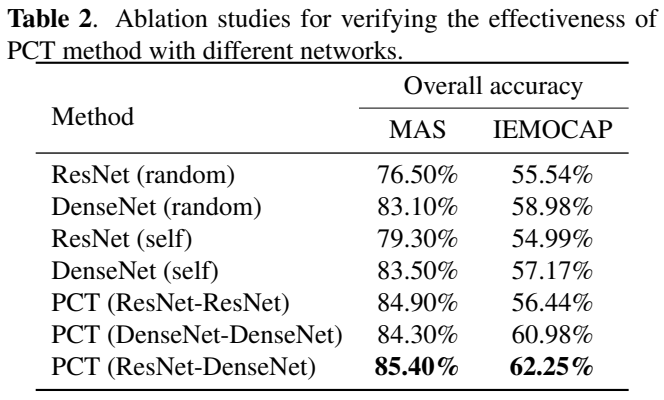 Table 2. Ablation studies for verifying the effectiveness of
PCT method with different networks.
Method Overall accuracy
MAS IEMOCAP
ResNet (random) 76.50% 55.54%
DenseNet (random) 83.10% 58.98%
ResNet (self) 79.30% 54.99%
DenseNet (self) 83.50% 57.17%
PCT (ResNet-ResNet) 84.90% 56.44%
PCT (DenseNet-DenseNet) 84.30% 60.98%
PCT (ResNet-DenseNet) 85.40% 62.25%